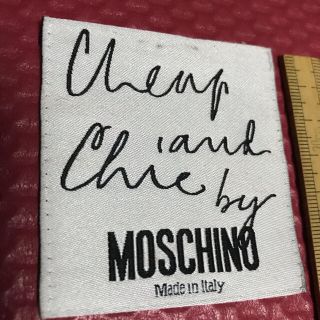 Cheap
and
Chic
by
MOSCHINO
Made in Italy